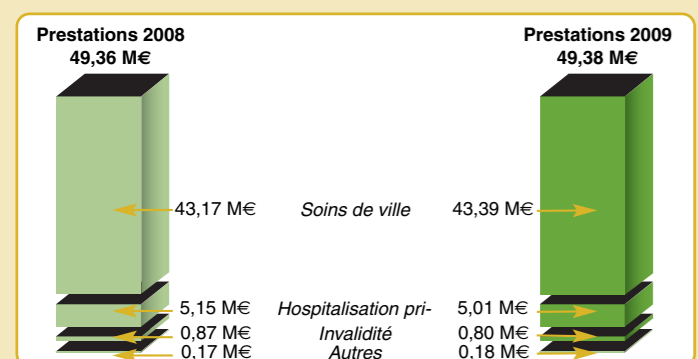 Prestations 2008
49,36 M€
Prestations 2009
49,38 M€
43,17 M€ Soins de ville 43,39 M€
5,15 M€ Hospitalisation pri- 5,01 M€
0,87 M€ Invalidité 0,80 M€
0,17 M€ Autres 0,18 M€